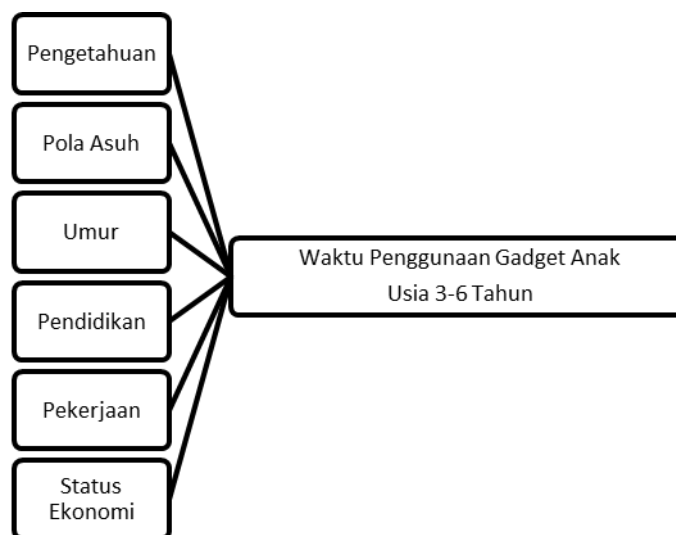 Pengetahuan
Pola Asuh
Umur
Pendidikan
Pekerjaan
Status
Ekonomi
Waktu Penggunaan Gadget Anak
Usia 3-6 Tahun